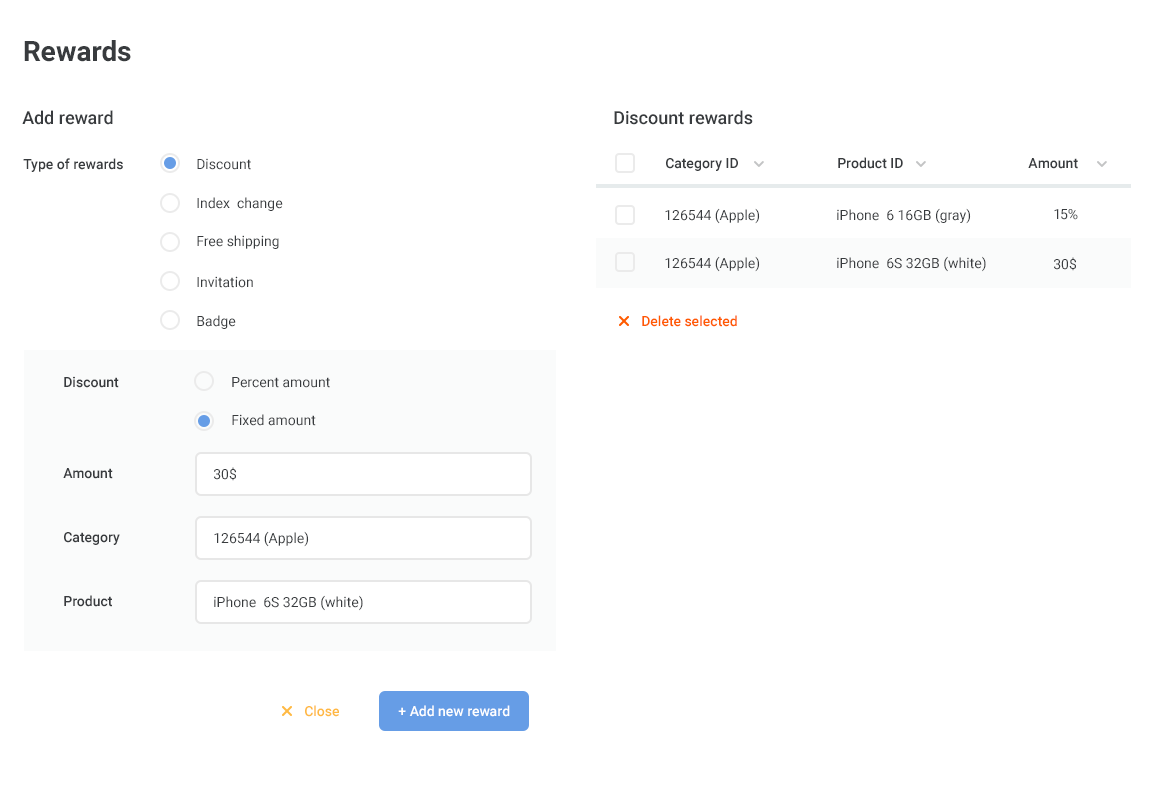 Rewards
Add reward
Type of rewards
Discount
Index change
Free shipping
Invitation
Badge
Discount
Percent amount
Fixed amount
Amount
30$
Category
126544 (Apple)
Product
iPhone 6S 32GB (white)
Close
+ Add new reward
Discount rewards
Category ID Product ID Amount
126544 (Apple) iPhone 6 16GB (gray) 15%
126544 (Apple) iPhone 6S 32GB (white) 30$
Delete selected